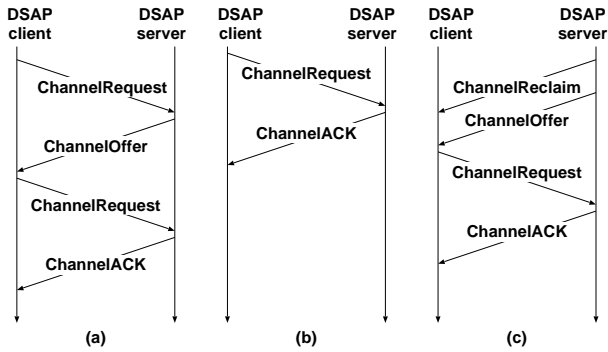 DSAP
client
DSAP
server
ChannelRequest
ChannelOffer
ChannelRequest
ChannelACK
(a)
DSAP
client
DSAP
server
ChannelRequest
ChannelACK
(b)
DSAP
client
DSAP
server
ChannelReclaim
ChannelOffer
ChannelRequest
ChannelACK
(c)